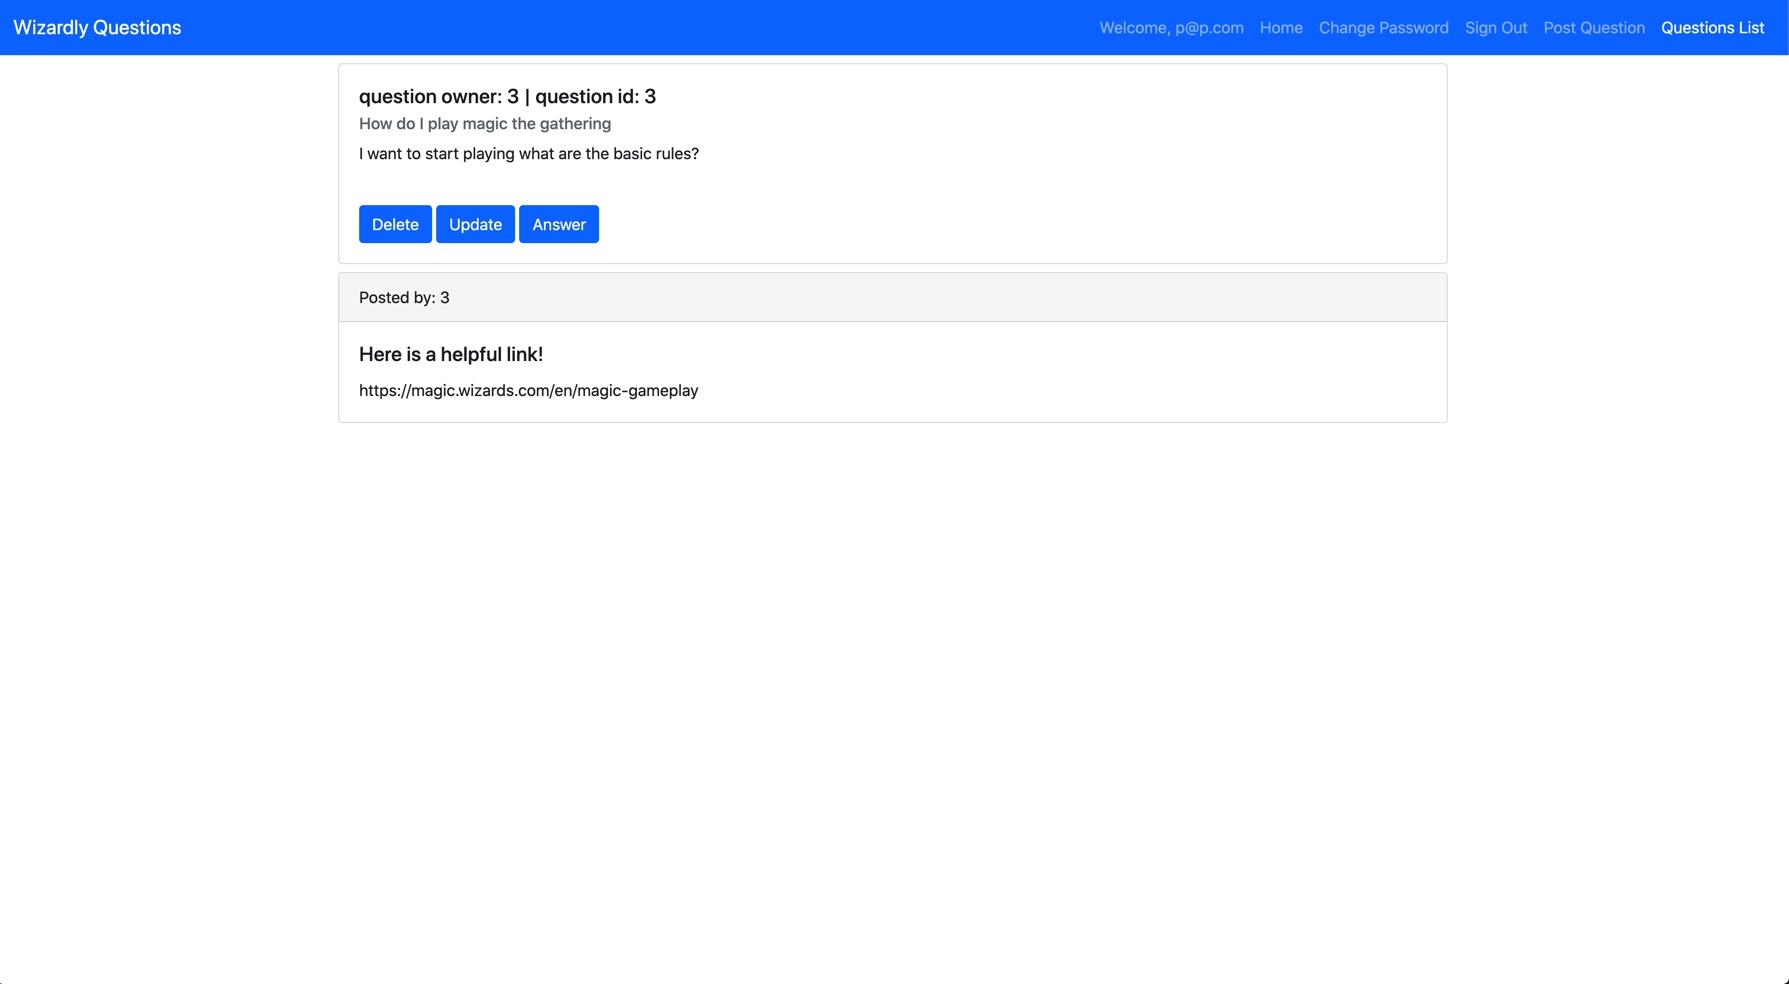 Wizardly Questions
Welcome, p@p.com Home Change Password Sign Out Post Question Questions List
question owner: 3 | question id: 3
How do I play magic the gathering
I want to start playing what are the basic rules?
Delete Update Answer
Posted by: 3
Here is a helpful link!
https://magic.wizards.com/en/magic-gameplay